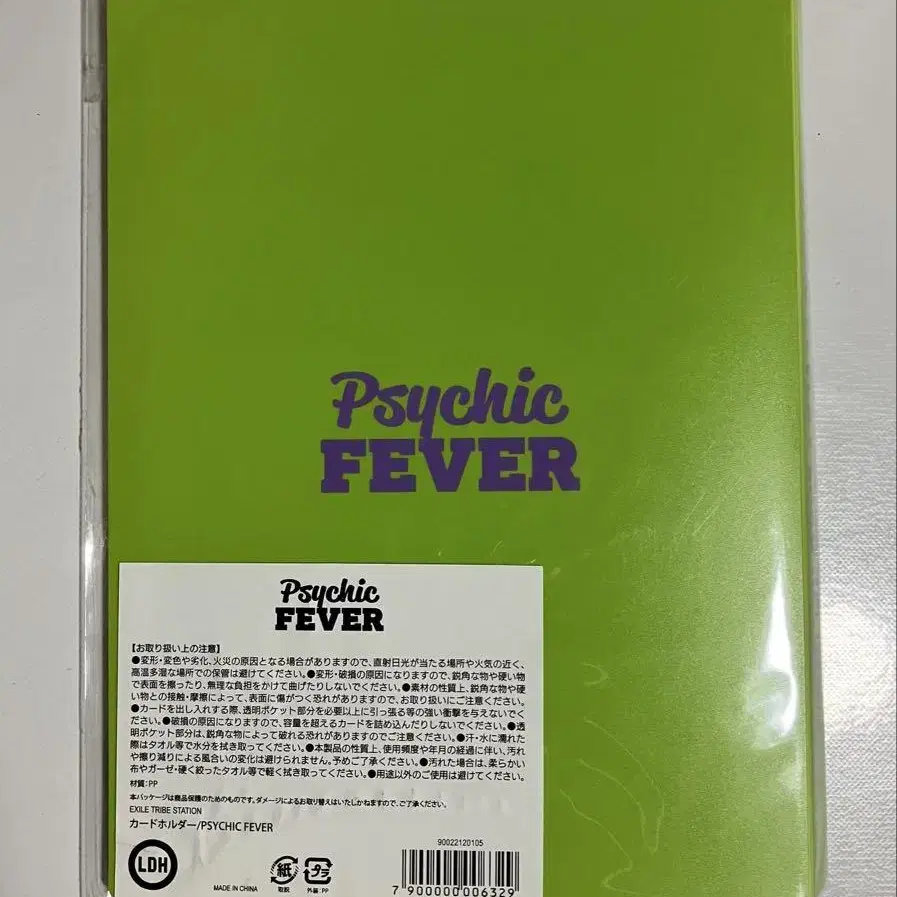 Psychic
FEVER
Psychic
FEVER
【お取り扱い上の注意】
●変形・変色や劣化、火災の原因となる場合がありますので、直射日光が当たる場所や火気の近く、
高温多湿な場所での保管は避けてください。●変形・破損の原因になりますので、鋭角な物や硬い物
で表面を擦ったり、無理な負担をかけて曲げたりしないでください。●素材の性質上、鋭角な物や硬
い物との接触・摩擦によって、表面に傷がつく恐れがありますので、お取り扱いにご注意ください。
●カードを出し入れする際、透明ポケット部分を必要以上に引っ張る等の強い衝撃を与えないでく
ださい。●破損の原因になりますので、容量を超えるカードを詰め込んだりしないでください。●透
明ポケット部分は、鋭角な物によって破れる恐れがありますのでご注意ください。●汗・水に濡れた
際はタオル等で水分を拭き取ってください。●本製品の性質上、使用頻度や年月の経過に伴い、汚れ
や擦り減りによる風合いの変化は避けられません。予めご了承ください。●汚れた場合は、柔らかい
布やガーゼ・硬く絞ったタオル等で軽く拭き取ってください。●用途以外のご使用は避けてください。
材質：PP
本パッケージは商品保護のためのものです。ダメージによるお取り替えはいたしかねますので、ご了承ください。
EXILE TRIBE STATION
カードホルダー/PSYCHIC FEVER
LDH
MADE IN CHINA
紙
取説
プラ
外装：PP
90022120105
7 900000 006329